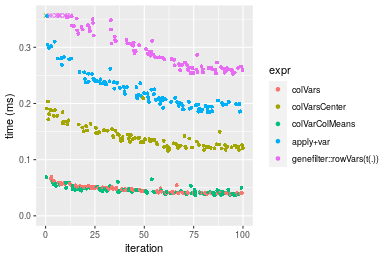 time (ms)
0.3
0.2
0.1
0.0
0
25
50
75
100
iteration
expr
colVars
colVarsCenter
colVarColMeans
apply+var
genefilter::rowVars(t(.))